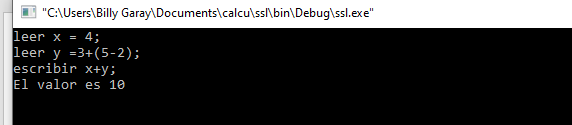 "C:\Users\Billy Garay\Documents\calcu\ssl\bin\Debug\ssl.exe"
leer x = 4;
leer y =3+(5-2);
escribir x+y;
El valor es 10